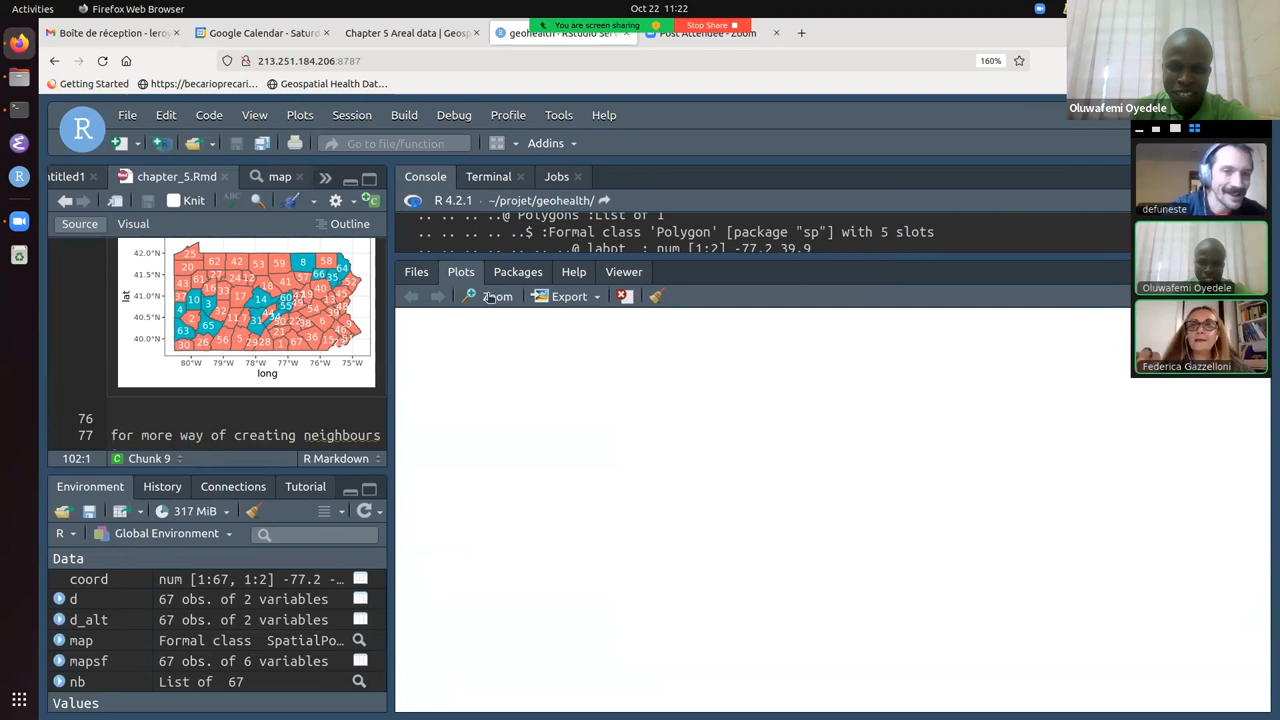 Activities
Firefox Web Browser
Oct 22 11:22
You are screen sharing
Stop Share
Boîte de réception - leroy
Google Calendar - Saturd
Chapter 5 Areal data | Geosp
geohealth · RStudio Ser
Post Attendee - Zoom
213.251.184.206:8787
160%
Getting Started
https://becarioprecari...
Geospatial Health Dat...
File Edit Code View Plots Session Build Debug Profile Tools Help
Go to file/function
Addins
ntitled1
chapter_5.Rmd
map
Knit
Source
Visual
Outline
42.0°N
41.5°N
41.0°N
40.5°N
40.0°N
lat
80°W 79°W 78°W 77°W 76°W 75°W
long
76
77 for more way of creating neighbours
102:1
Chunk 9
R Markdown
Environment History Connections Tutorial
317 MiB
R
Global Environment
Data
coord num [1:67, 1:2] -77.2 -...
d 67 obs. of 2 variables
d_alt 67 obs. of 2 variables
map Formal class SpatialPo...
mapsf 67 obs. of 6 variables
nb List of 67
Values
Console Terminal Jobs
R 4.2.1 · ~/projet/geohealth/
.. .. ..@ Polygons :List of 1
.. .. .. ..$ :Formal class 'Polygon' [package "sp"] with 5 slots
.. .. .. .. .. ..@ labpt : num [1:2] -77.2 39.9
Files Plots Packages Help Viewer
Zoom
Export
Oluwafemi Oyedele
defuneste
Oluwafemi Oyedele
Federica Gazzelloni